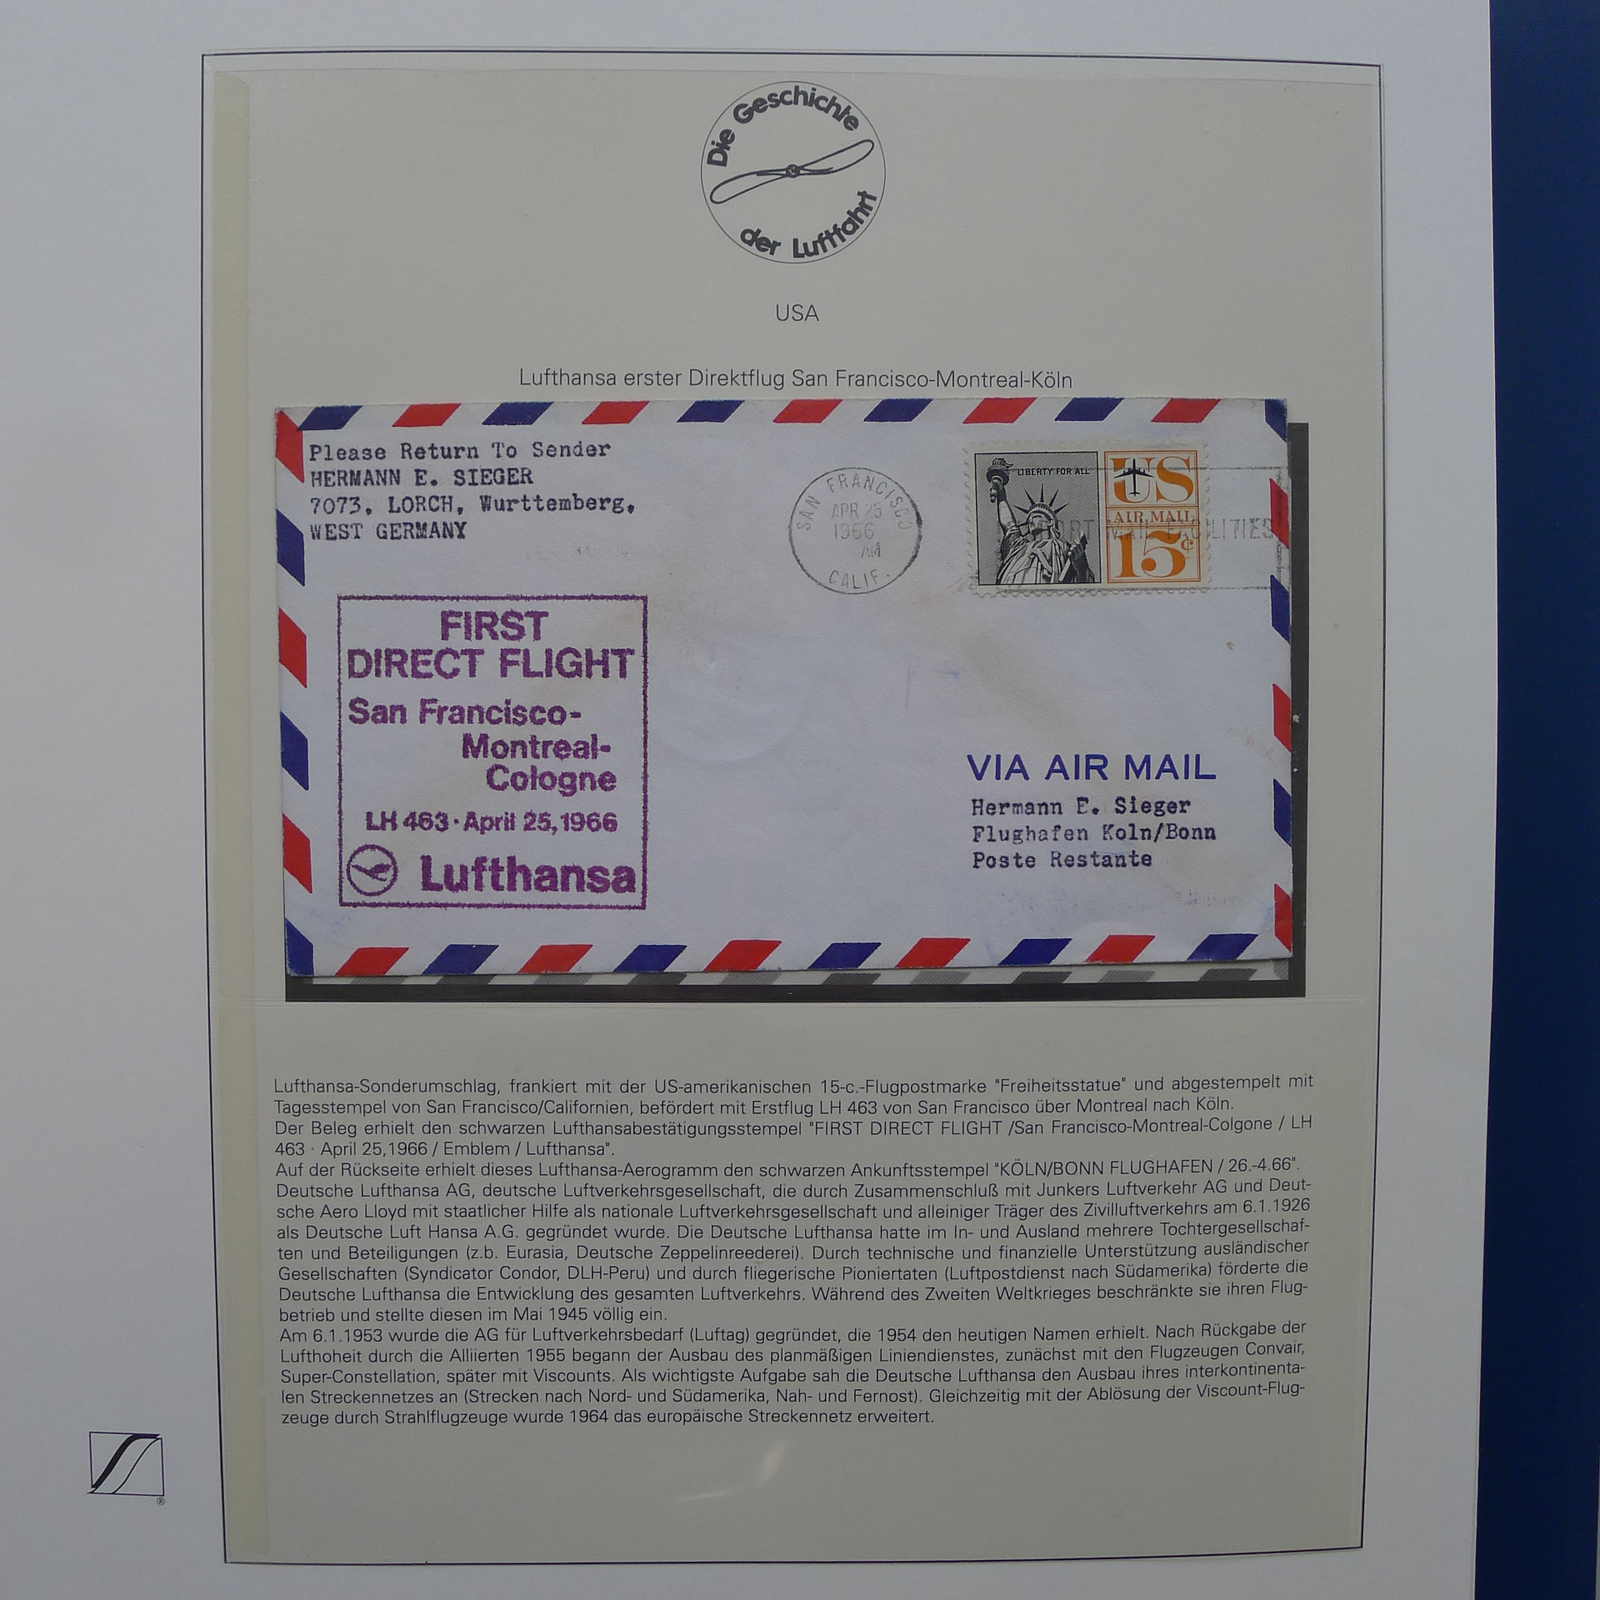 Die Geschichte
der Luftfahrt
USA
Lufthansa erster Direktflug San Francisco-Montreal-Köln
Please Return To Sender
HERMANN E. SIEGER
7073, LORCH, Wurttemberg,
WEST GERMANY
SAN FRANCISCO
APR 25
1966
AM
CALIF.
LIBERTY FOR ALL
US
AIR MAIL
15¢
MAIL FACILITIES
FIRST
DIRECT FLIGHT
San Francisco-
Montreal-
Cologne
LH 463 · April 25, 1966
Lufthansa
VIA AIR MAIL
Hermann E. Sieger
Flughafen Koln/Bonn
Poste Restante
Lufthansa-Sonderumschlag, frankiert mit der US-amerikanischen 15-c.-Flugpostmarke "Freiheitsstatue" und abgestempelt mit
Tagesstempel von San Francisco/Californien, befördert mit Erstflug LH 463 von San Francisco über Montreal nach Köln.
Der Beleg erhielt den schwarzen Lufthansabestätigungsstempel "FIRST DIRECT FLIGHT /San Francisco-Montreal-Colgone / LH
463 · April 25,1966 / Emblem / Lufthansa".
Auf der Rückseite erhielt dieses Lufthansa-Aerogramm den schwarzen Ankunftsstempel "KÖLN/BONN FLUGHAFEN / 26.-4.66".
Deutsche Lufthansa AG, deutsche Luftverkehrsgesellschaft, die durch Zusammenschluß mit Junkers Luftverkehr AG und Deut-
sche Aero Lloyd mit staatlicher Hilfe als nationale Luftverkehrsgesellschaft und alleiniger Träger des Zivilluftverkehrs am 6.1.1926
als Deutsche Luft Hansa A.G. gegründet wurde. Die Deutsche Lufthansa hatte im In- und Ausland mehrere Tochtergesellschaf-
ten und Beteiligungen (z.b. Eurasia, Deutsche Zeppelinreederei). Durch technische und finanzielle Unterstützung ausländischer
Gesellschaften (Syndicator Condor, DLH-Peru) und durch fliegerische Pioniertaten (Luftpostdienst nach Südamerika) förderte die
Deutsche Lufthansa die Entwicklung des gesamten Luftverkehrs. Während des Zweiten Weltkrieges beschränkte sie ihren Flug-
betrieb und stellte diesen im Mai 1945 völlig ein.
Am 6.1.1953 wurde die AG für Luftverkehrsbedarf (Luftag) gegründet, die 1954 den heutigen Namen erhielt. Nach Rückgabe der
Lufthoheit durch die Alliierten 1955 begann der Ausbau des planmäßigen Liniendienstes, zunächst mit den Flugzeugen Convair,
Super-Constellation, später mit Viscounts. Als wichtigste Aufgabe sah die Deutsche Lufthansa den Ausbau ihres interkontinenta-
len Streckennetzes an (Strecken nach Nord- und Südamerika, Nah- und Fernost). Gleichzeitig mit der Ablösung der Viscount-Flug-
zeuge durch Strahlflugzeuge wurde 1964 das europäische Streckennetz erweitert.
®